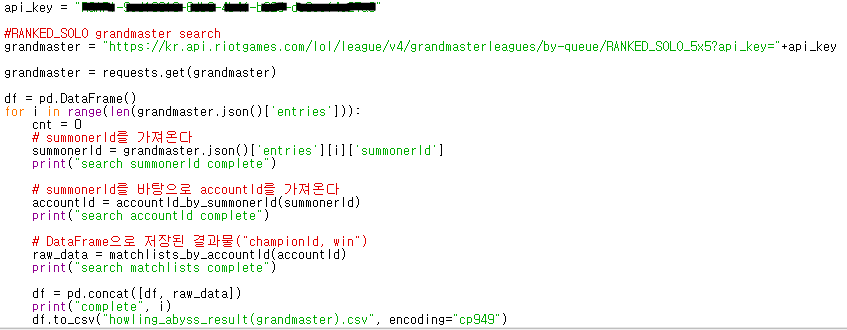 api_key = "
#RANKED_SOLO grandmaster search
grandmaster = "https://kr.api.riotgames.com/lol/league/v4/grandmasterleagues/by-queue/RANKED_SOLO_5x5?api_key="+api_key
grandmaster = requests.get(grandmaster)
df = pd.DataFrame()
for i in range(len(grandmaster.json()['entries'])):
cnt = 0
# summonerId를 가져온다
summonerId = grandmaster.json()['entries'][i]['summonerId']
print("search summonerId complete")
# summonerId를 바탕으로 accountId를 가져온다
accountId = accountId_by_summonerId(summonerId)
print("search accountId complete")
# DataFrame으로 저장된 결과물("championId, win")
raw_data = matchlists_by_accountId(accountId)
print("search matchlists complete")
df = pd.concat([df, raw_data])
print("complete", i)
df.to_csv("howling_abyss_result(grandmaster).csv", encoding="cp949")